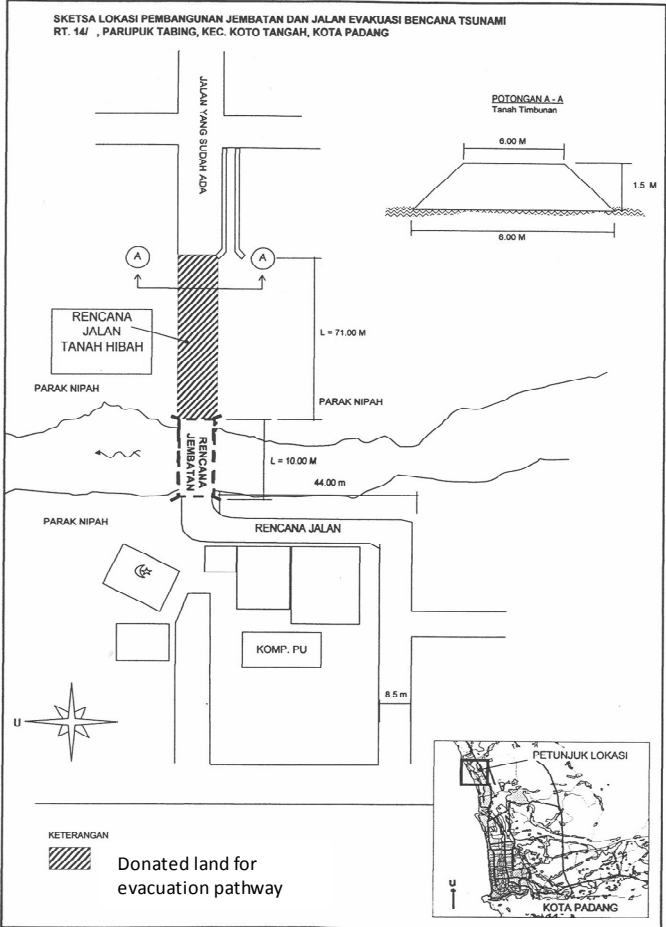 SKETSA LOKASI PEMBANGUNAN JEMBATAN DAN JALAN EVAKUASI BENCANA TSUNAMI
RT. 14/ , PARUPUK TABING, KEC. KOTO TANGAH, KOTA PADANG
JALAN YANG SUDAH ADA
POTONGAN A - A
Tanah Timbunan
6.00 M
1.5 M
6.00 M
A
A
RENCANA
JALAN
TANAH HIBAH
L = 71.00 M
PARAK NIPAH
PARAK NIPAH
RENCANA
JEMBATAN
L = 10.00 M
44.00 m
PARAK NIPAH
RENCANA JALAN
KOMP. PU
8.5 m
U
PETUNJUK LOKASI
U
KOTA PADANG
KETERANGAN
Donated land for
evacuation pathway